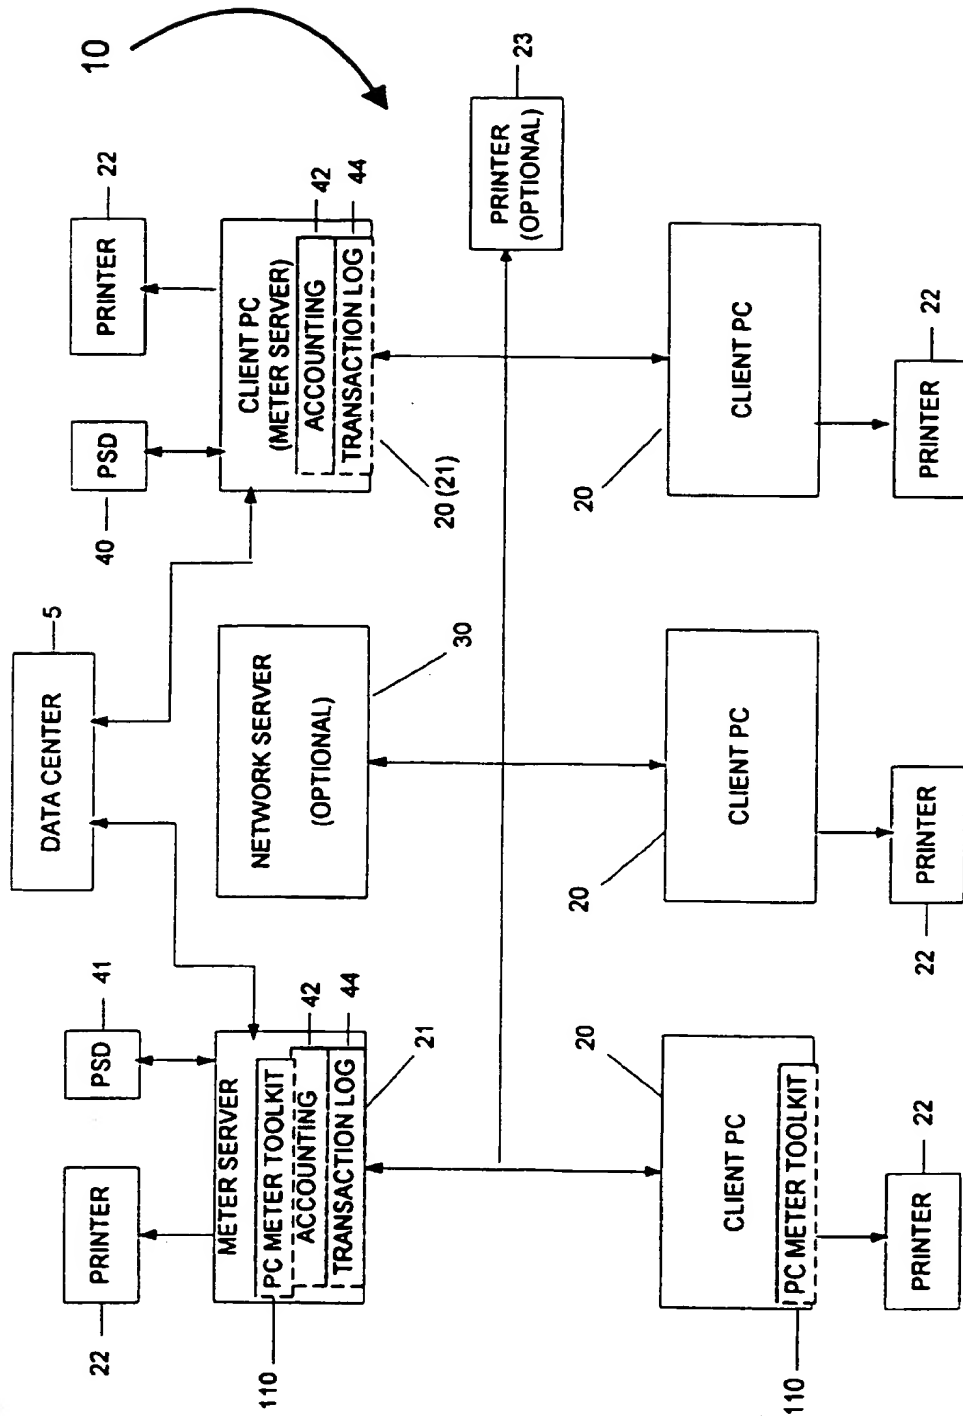 10
DATA CENTER
5
PRINTER
22
PSD
41
METER SERVER
PC METER TOOLKIT
ACCOUNTING
TRANSACTION LOG
42
44
21
110
NETWORK SERVER
(OPTIONAL)
30
PSD
40
PRINTER
22
CLIENT PC
(METER SERVER)
ACCOUNTING
TRANSACTION LOG
42
44
20 (21)
PRINTER
(OPTIONAL)
23
CLIENT PC
PC METER TOOLKIT
20
110
PRINTER
22
CLIENT PC
20
PRINTER
22
CLIENT PC
20
PRINTER
22